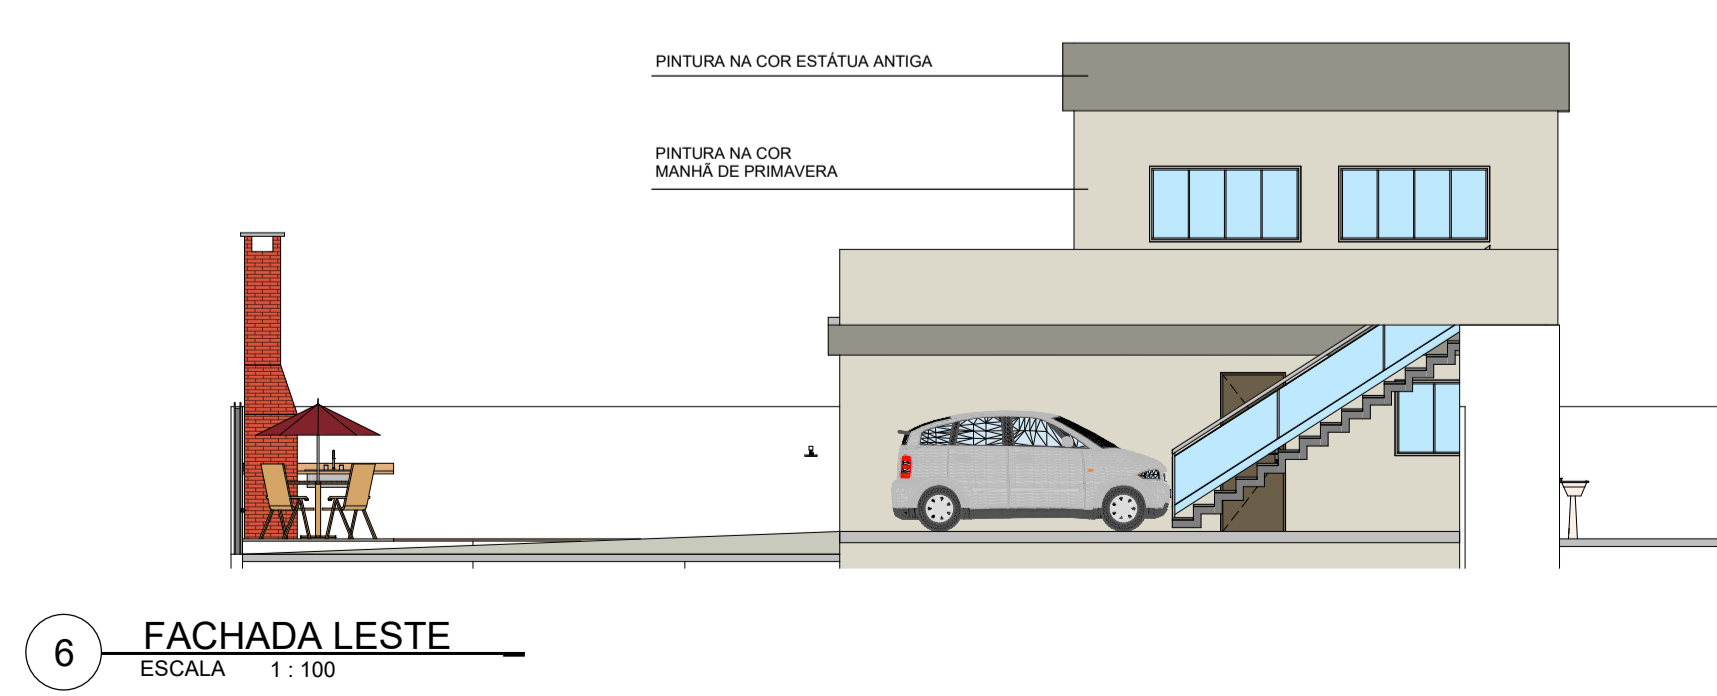 PINTURA NA COR ESTÁTUA ANTIGA
PINTURA NA COR
MANHÃ DE PRIMAVERA
6
FACHADA LESTE
ESCALA 1 : 100